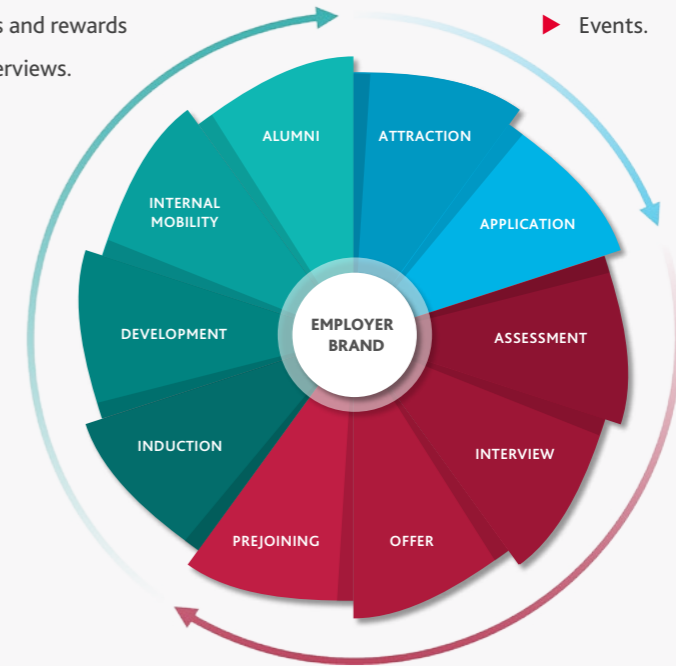 s and rewards
erviews.
Events.
ALUMNI
ATTRACTION
INTERNAL
MOBILITY
APPLICATION
DEVELOPMENT
EMPLOYER
BRAND
ASSESSMENT
INDUCTION
INTERVIEW
PREJOINING
OFFER